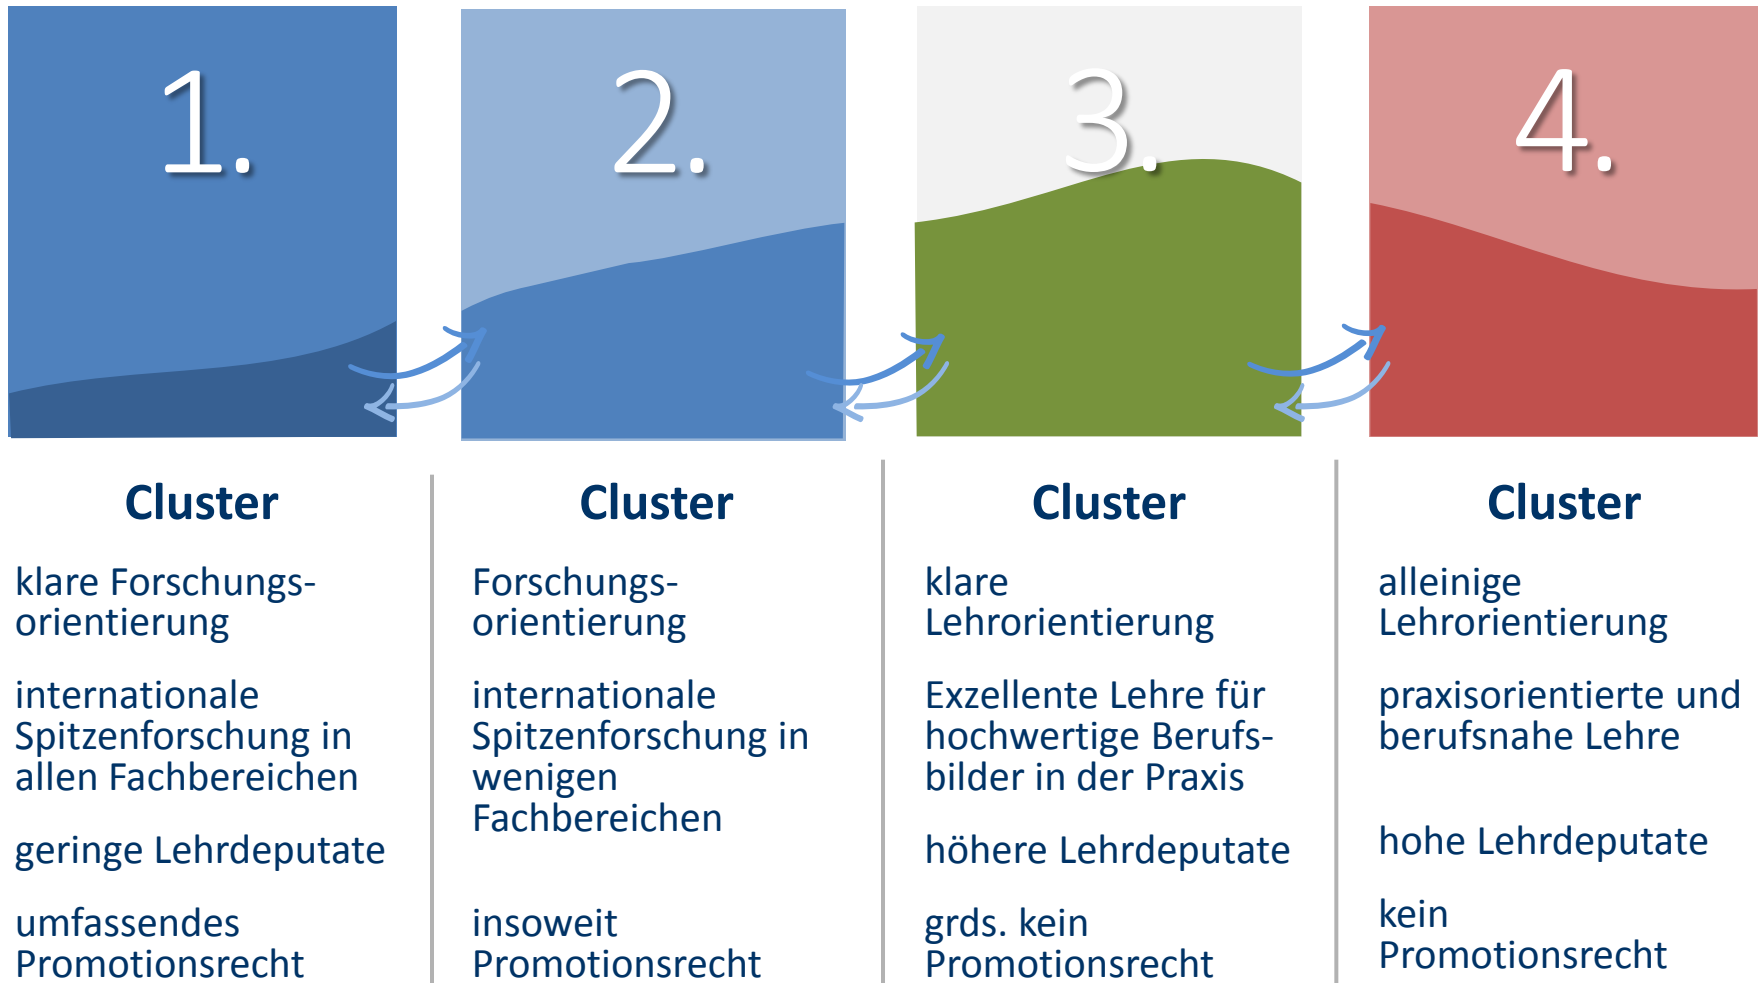 1.
2.
3.
4.
Cluster
klare Forschungs-
orientierung
internationale
Spitzenforschung in
allen Fachbereichen
geringe Lehrdeputate
umfassendes
Promotionsrecht
Cluster
Forschungs-
orientierung
internationale
Spitzenforschung in
wenigen
Fachbereichen
insoweit
Promotionsrecht
Cluster
klare
Lehrorientierung
Exzellente Lehre für
hochwertige Berufs-
bilder in der Praxis
höhere Lehrdeputate
grds. kein
Promotionsrecht
Cluster
alleinige
Lehrorientierung
praxisorientierte und
berufsnahe Lehre
hohe Lehrdeputate
kein
Promotionsrecht